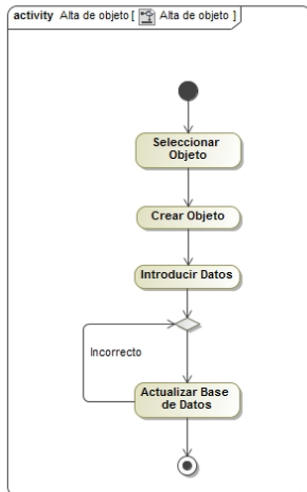 activity Alta de objeto [ Alta de objeto ]
Seleccionar
Objeto
Crear Objeto
Introducir Datos
Incorrecto
Actualizar Base
de Datos